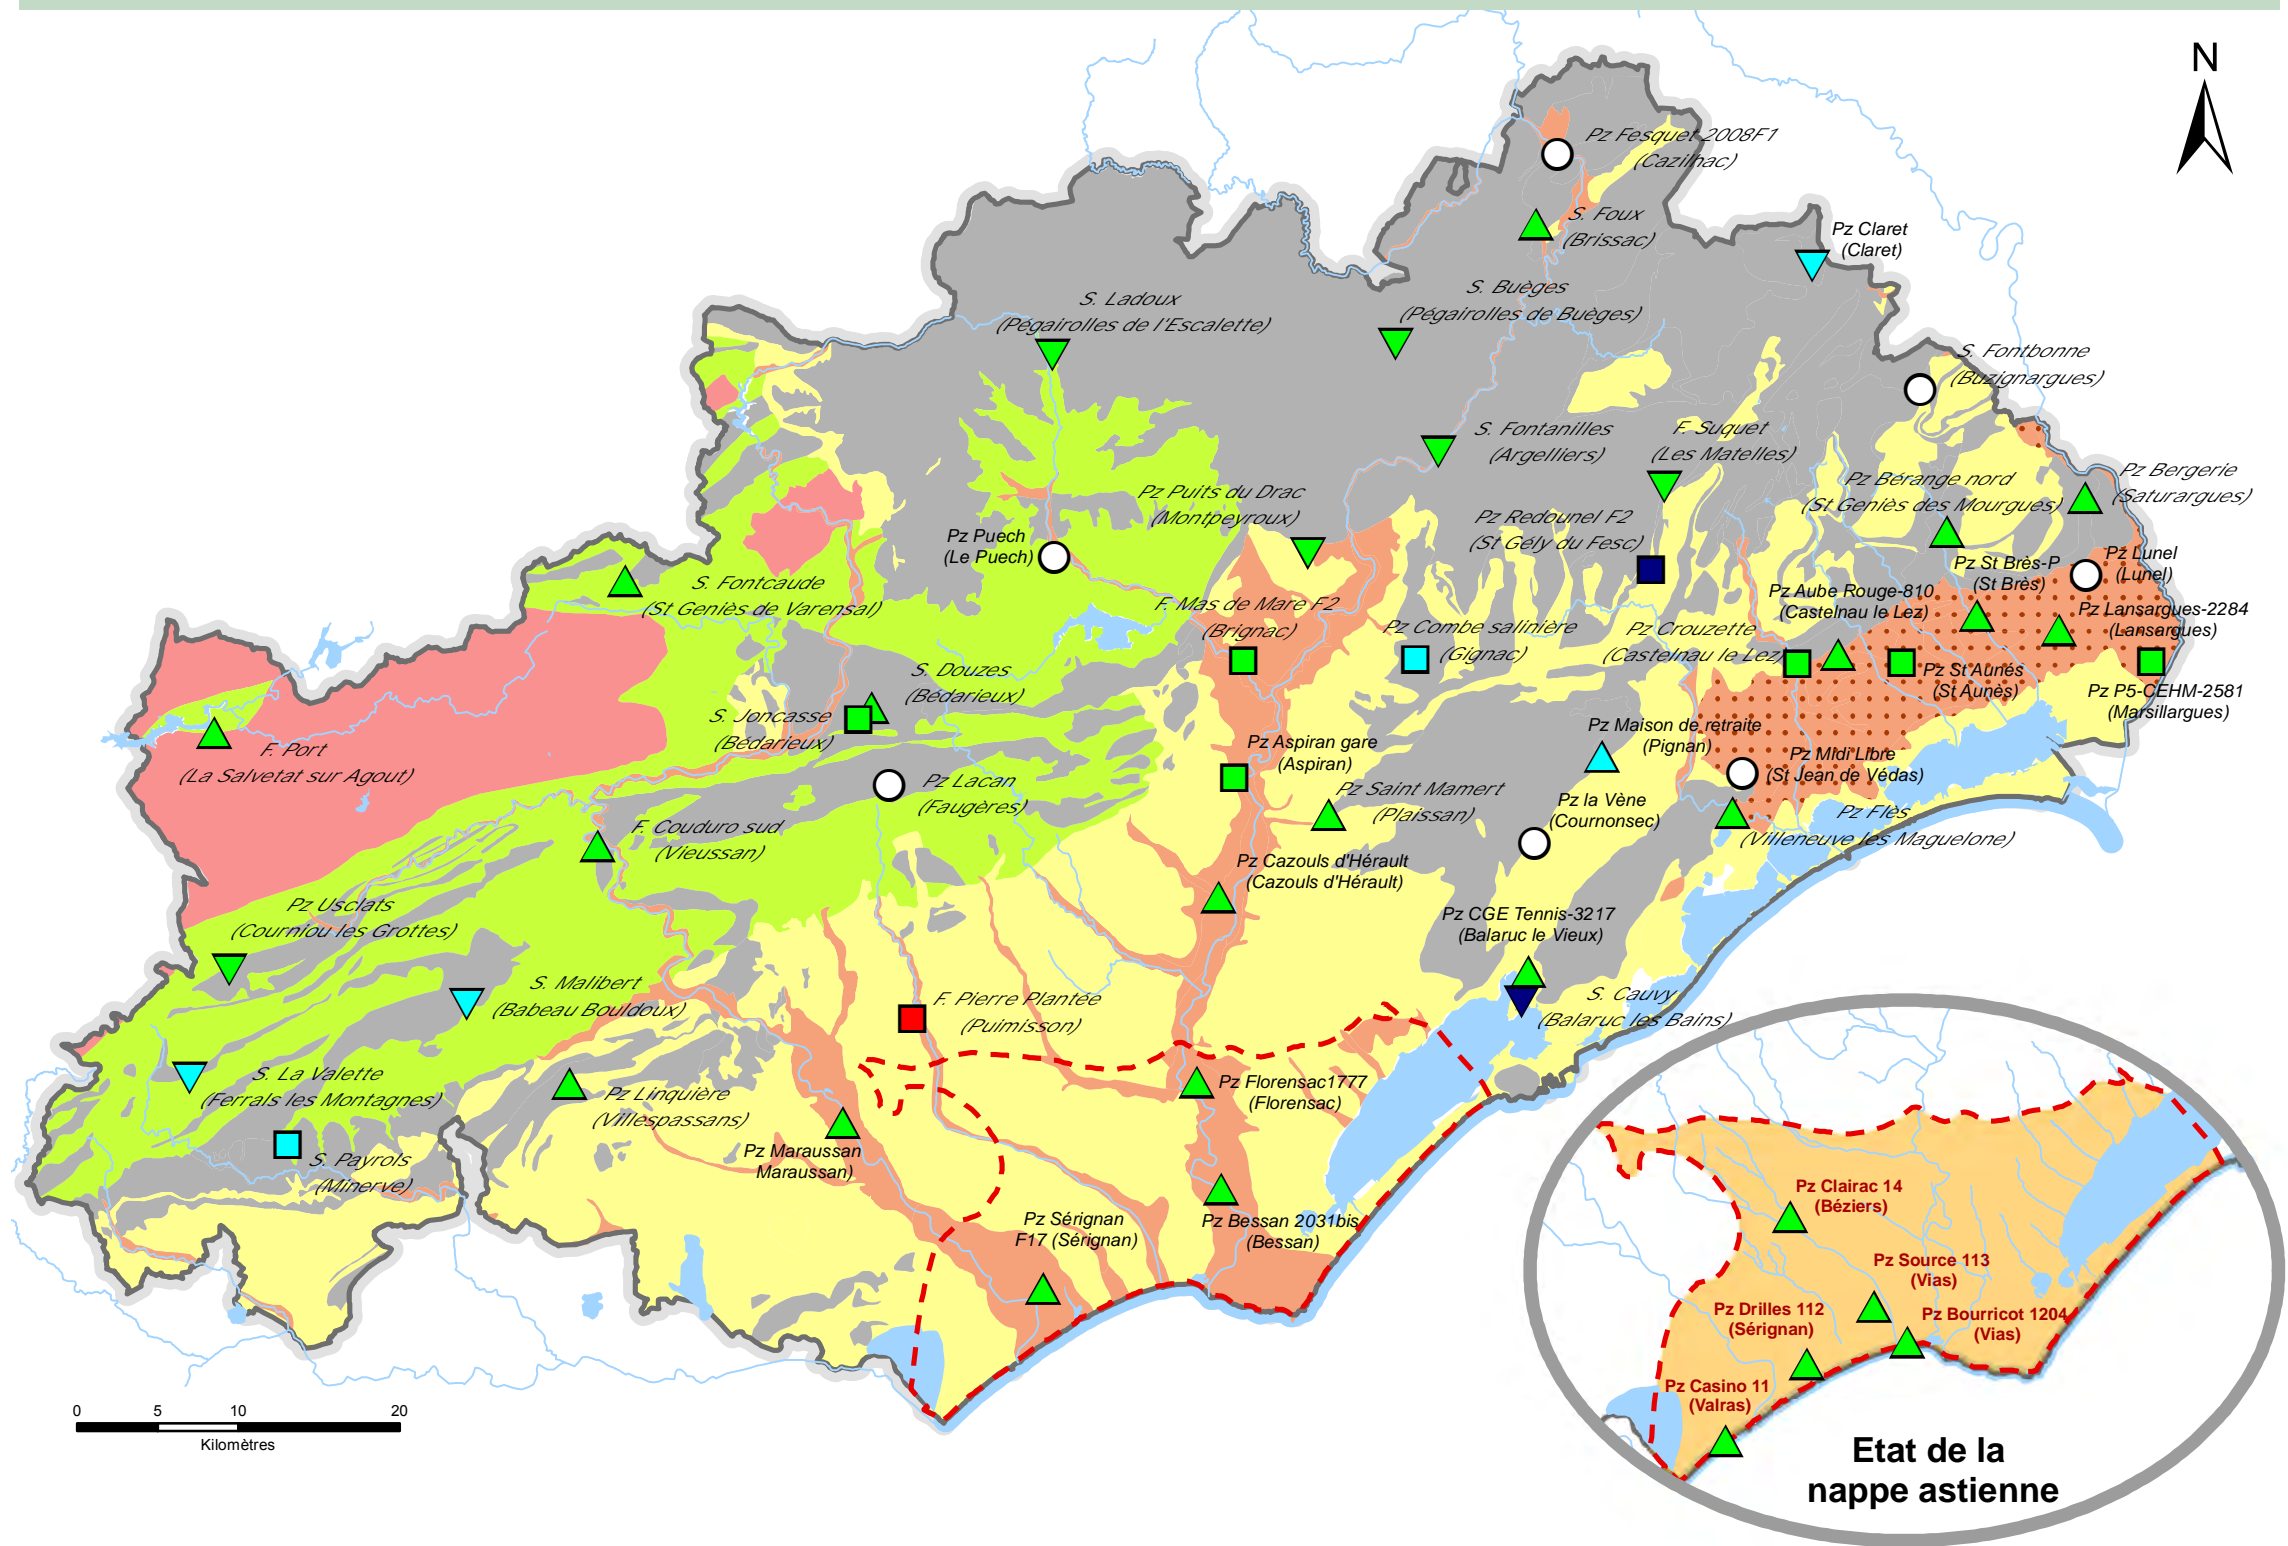 N
Pz Fesquet 2008F1
(Cazilhac)
S. Foux
(Brissac)
Pz Claret
(Claret)
S. Ladoux
(Pégairolles de l'Escalette)
S. Buèges
(Pégairolles de Buèges)
S. Fontbonne
(Buzignargues)
S. Fontanilles
(Argelliers)
F. Suquet
(Les Matelles)
Pz Bérange nord
(St Geniès des Mourgues)
Pz Bergerie
(Saturargues)
Pz Puits du Drac
(Montpeyroux)
Pz Redounel F2
(St Gély du Fesc)
Pz Puech
(Le Puech)
Pz St Brès-P
(St Brès)
Pz Lunel
(Lunel)
S. Fontcaude
(St Geniès de Varensal)
F. Mas de Mare F2
(Brignac)
Pz Combe salinière
(Gignac)
Pz Crouzette
(Castelnau le Lez)
Pz Aube Rouge-810
(Castelnau le Lez)
Pz Lansargues-2284
(Lansargues)
S. Douzes
(Bédarieux)
S. Joncasse
(Bédarieux)
Pz St Aunés
(St Aunès)
Pz P5-CEHM-2581
(Marsillargues)
F. Port
(La Salvetat sur Agout)
Pz Aspiran gare
(Aspiran)
Pz Maison de retraite
(Pignan)
Pz Midi Libre
(St Jean de Védas)
Pz Lacan
(Faugères)
Pz Saint Mamert
(Plaissan)
Pz la Vène
(Cournonsec)
Pz Flès
(Villeneuve les Maguelone)
F. Couduro sud
(Vieussan)
Pz Cazouls d'Hérault
(Cazouls d'Hérault)
Pz Usclats
(Courniou les Grottes)
Pz CGE Tennis-3217
(Balaruc le Vieux)
S. Malibert
(Babeau Bouldoux)
F. Pierre Plantée
(Puimisson)
S. Cauvy
(Balaruc les Bains)
S. La Valette
(Ferrals les Montagnes)
Pz Linquière
(Villespassans)
Pz Florensac1777
(Florensac)
S. Payrols
(Minerve)
Pz Maraussan
Maraussan)
Pz Sérignan
F17 (Sérignan)
Pz Bessan 2031bis
(Bessan)
Pz Clairac 14
(Béziers)
Pz Source 113
(Vias)
Pz Drilles 112
(Sérignan)
Pz Bourricot 1204
(Vias)
Pz Casino 11
(Valras)
Etat de la
nappe astienne
0 5 10 20
Kilomètres